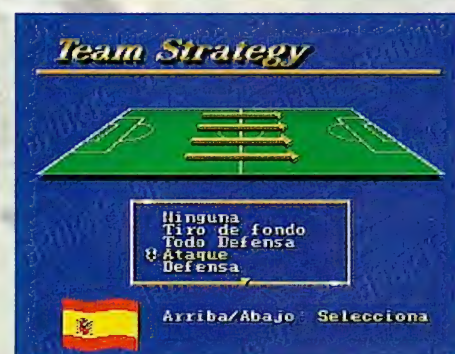 Team Strategy
Ninguna
Tiro de fondo
Todo Defensa
Ataque
Defensa
Arriba/Abajo: Selecciona